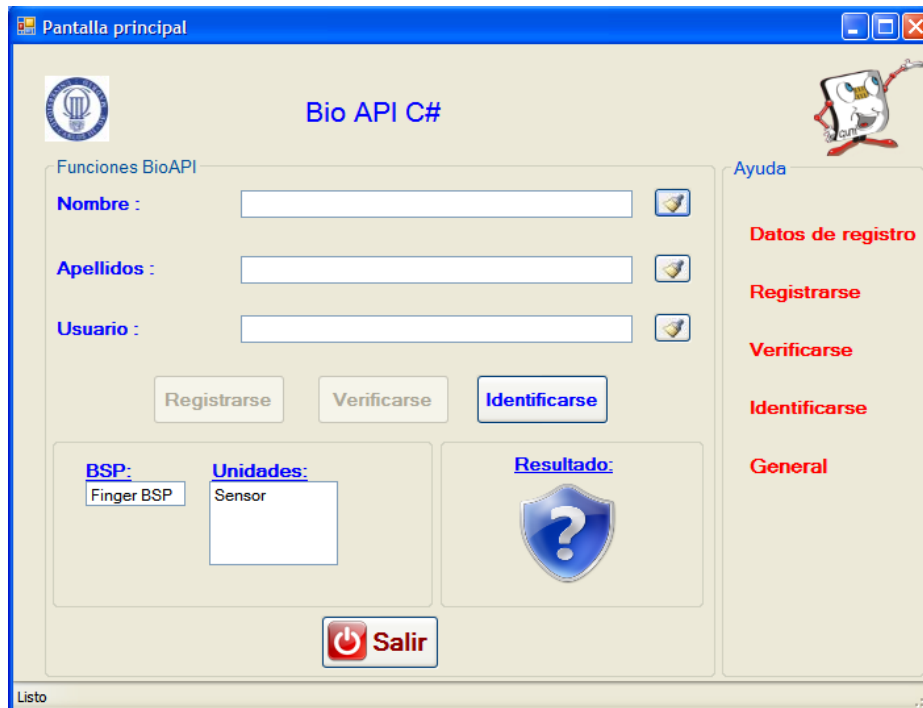 Pantalla principal
Bio API C#
Funciones BioAPI
Nombre :
Apellidos :
Usuario :
Registrarse Verificarse Identificarse
BSP:
Finger BSP
Unidades:
Sensor
Resultado:
Salir
Ayuda
Datos de registro
Registrarse
Verificarse
Identificarse
General
Listo